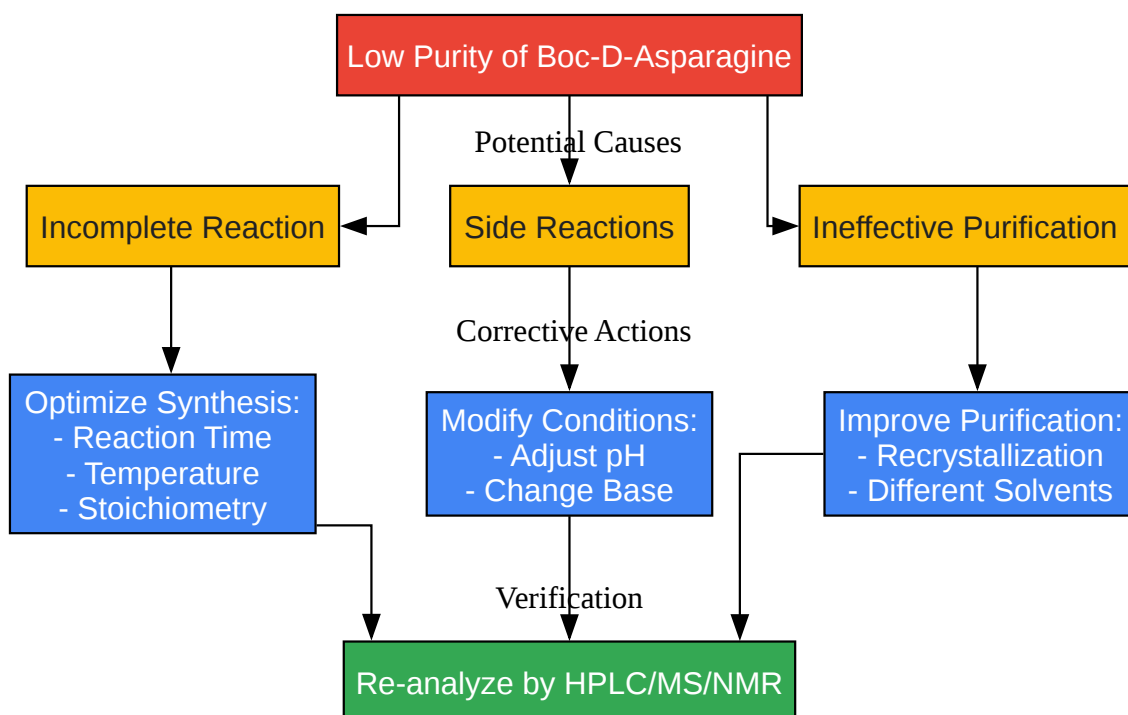 Low Purity of Boc-D-Asparagine
Potential Causes
Incomplete Reaction
Side Reactions
Ineffective Purification
Corrective Actions
Optimize Synthesis:
- Reaction Time
- Temperature
- Stoichiometry
Modify Conditions:
- Adjust pH
- Change Base
Improve Purification:
- Recrystallization
- Different Solvents
Verification
Re-analyze by HPLC/MS/NMR